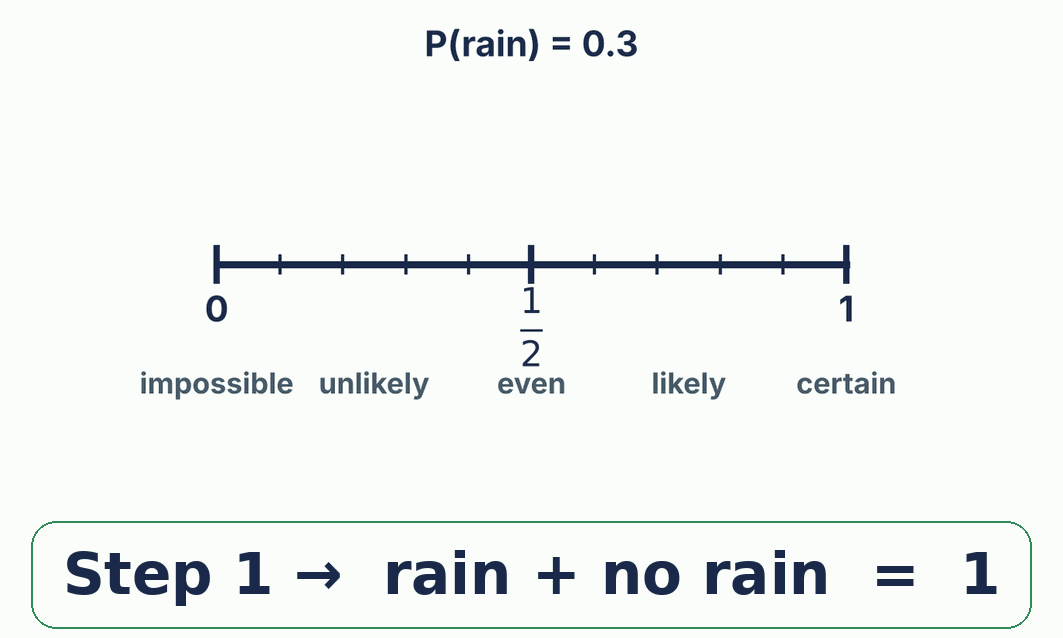 P(rain) = 0.3
0 1/2 1
impossible unlikely even likely certain
Step 1 → rain + no rain = 1